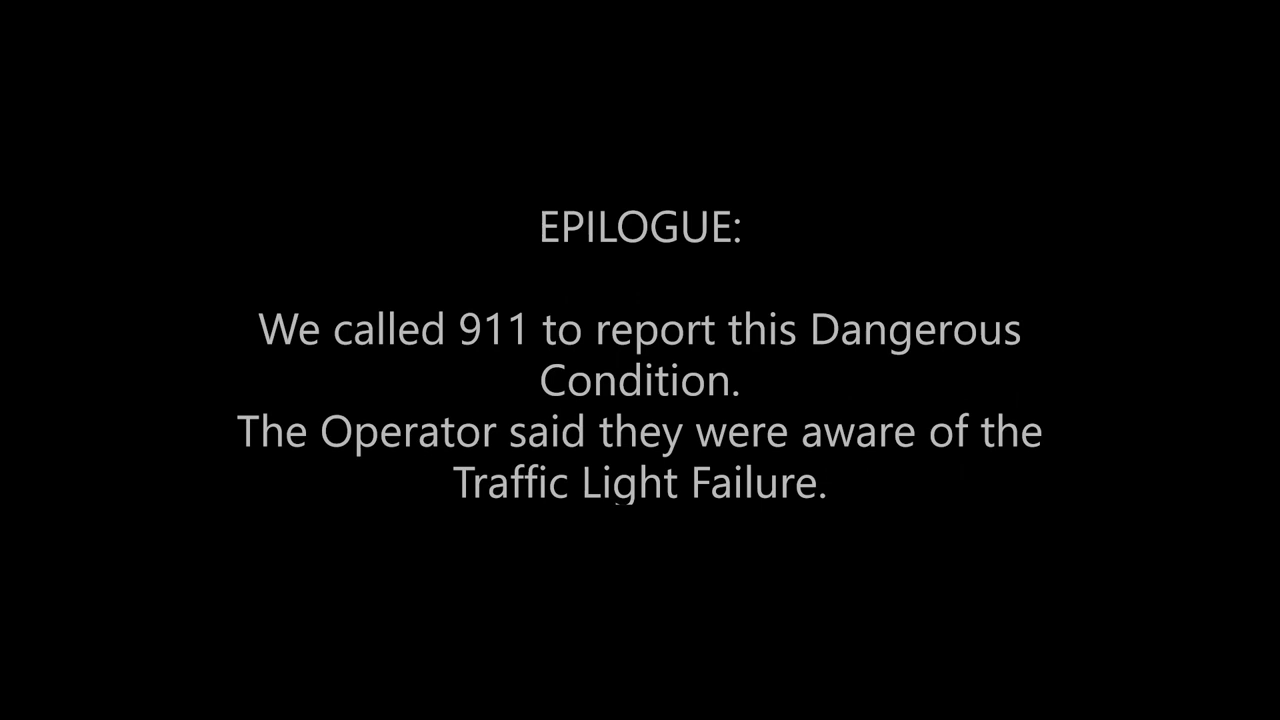 EPILOGUE:
We called 911 to report this Dangerous
Condition.
The Operator said they were aware of the
Traffic Light Failure.